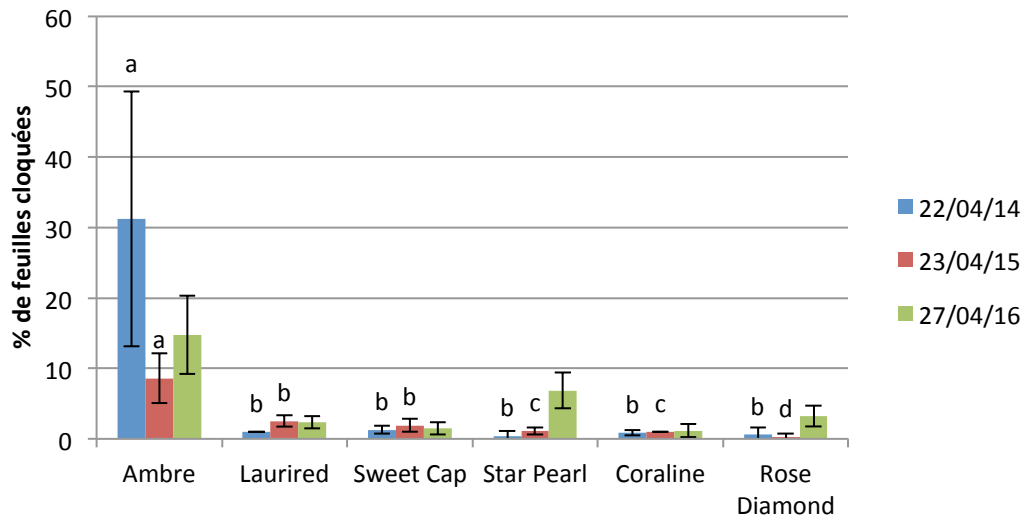 % de feuilles cloquées
60
50
40
30
20
10
0
a
a
b
b
b
b
b
c
b
c
b
d
Ambre
Laurired
Sweet Cap
Star Pearl
Coraline
Rose
Diamond
22/04/14
23/04/15
27/04/16